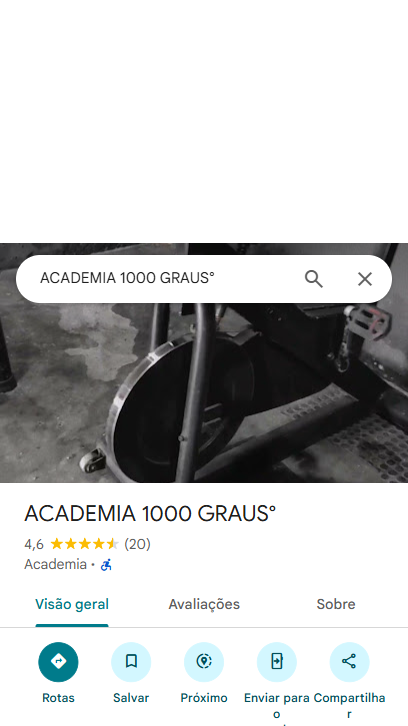 ACADEMIA 1000 GRAUS°
ACADEMIA 1000 GRAUS°
4,6 (20)
Academia ·
Visão geral Avaliações Sobre
Rotas Salvar Próximo Enviar para o Compartilhar